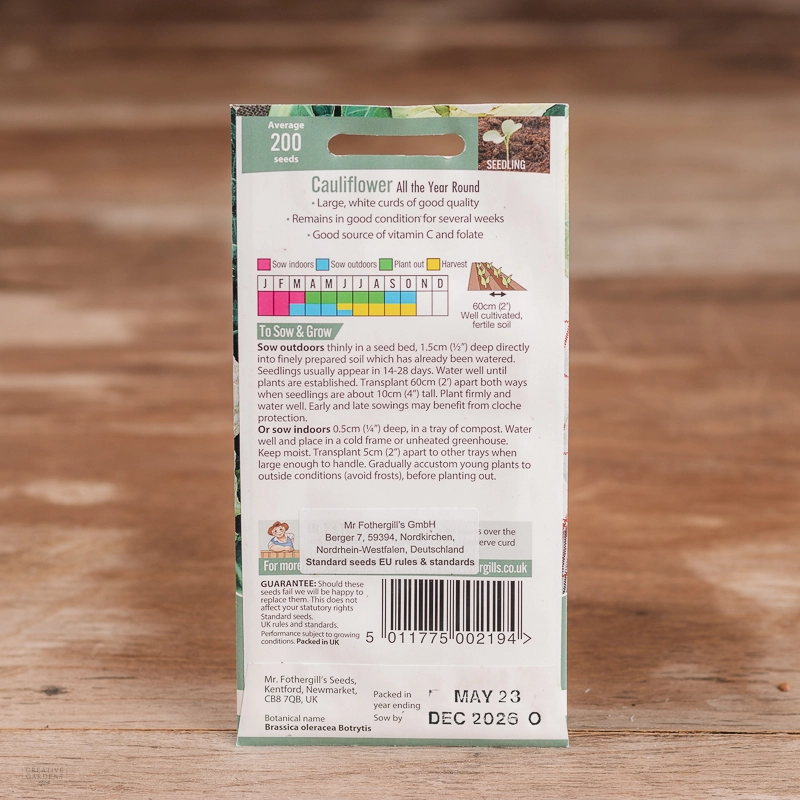 Average
200
seeds
SEEDLING
Cauliflower All the Year Round
• Large, white curds of good quality
• Remains in good condition for several weeks
• Good source of vitamin C and folate
Sow indoors Sow outdoors Plant out Harvest
J F M A M J J A S O N D
60cm (2')
Well cultivated,
fertile soil
To Sow & Grow
Sow outdoors thinly in a seed bed, 1.5cm (½") deep directly
into finely prepared soil which has already been watered.
Seedlings usually appear in 14-28 days. Water well until
plants are established. Transplant 60cm (2') apart both ways
when seedlings are about 10cm (4") tall. Plant firmly and
water well. Early and late sowings may benefit from cloche
protection.
Or sow indoors 0.5cm (¼") deep, in a tray of compost. Water
well and place in a cold frame or unheated greenhouse.
Keep moist. Transplant 5cm (2") apart to other trays when
large enough to handle. Gradually accustom young plants to
outside conditions (avoid frosts), before planting out.
Mr Fothergill's GmbH
Berger 7, 59394, Nordkirchen,
Nordrhein-Westfalen, Deutschland
Standard seeds EU rules & standards
over the
curd
For more
GUARANTEE: Should these
seeds fail we will be happy to
replace them. This does not
affect your statutory rights
Standard seeds.
UK rules and standards.
Performance subject to growing
conditions. Packed in UK
5 011775 002194 >
Mr. Fothergill's Seeds,
Kentford, Newmarket,
CB8 7QB, UK
Botanical name
Brassica oleracea Botrytis
Packed in
year ending
MAY 23
Sow by
DEC 2026 O
CREATIVE
GARDENS